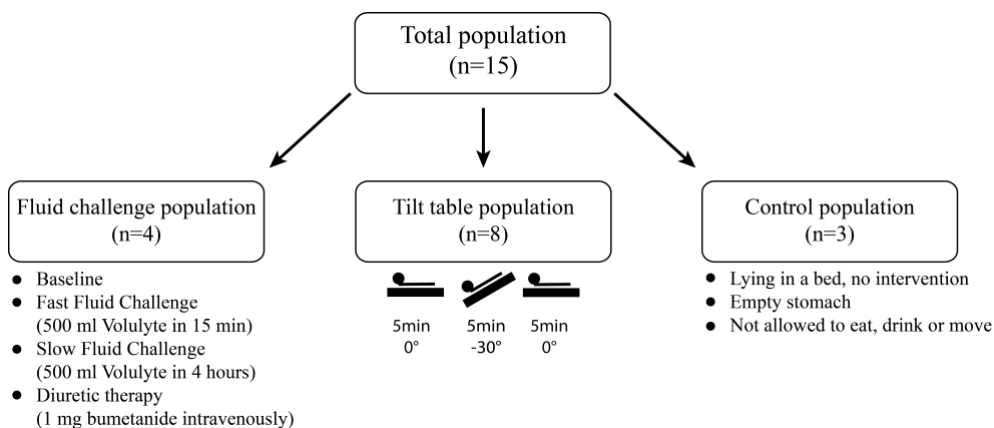 Total population
(n=15)
Fluid challenge population
(n=4)
● Baseline
● Fast Fluid Challenge
(500 ml Volulyte in 15 min)
● Slow Fluid Challenge
(500 ml Volulyte in 4 hours)
● Diuretic therapy
(1 mg bumetanide intravenously)
Tilt table population
(n=8)
5min 5min 5min
0° -30° 0°
Control population
(n=3)
● Lying in a bed, no intervention
● Empty stomach
● Not allowed to eat, drink or move